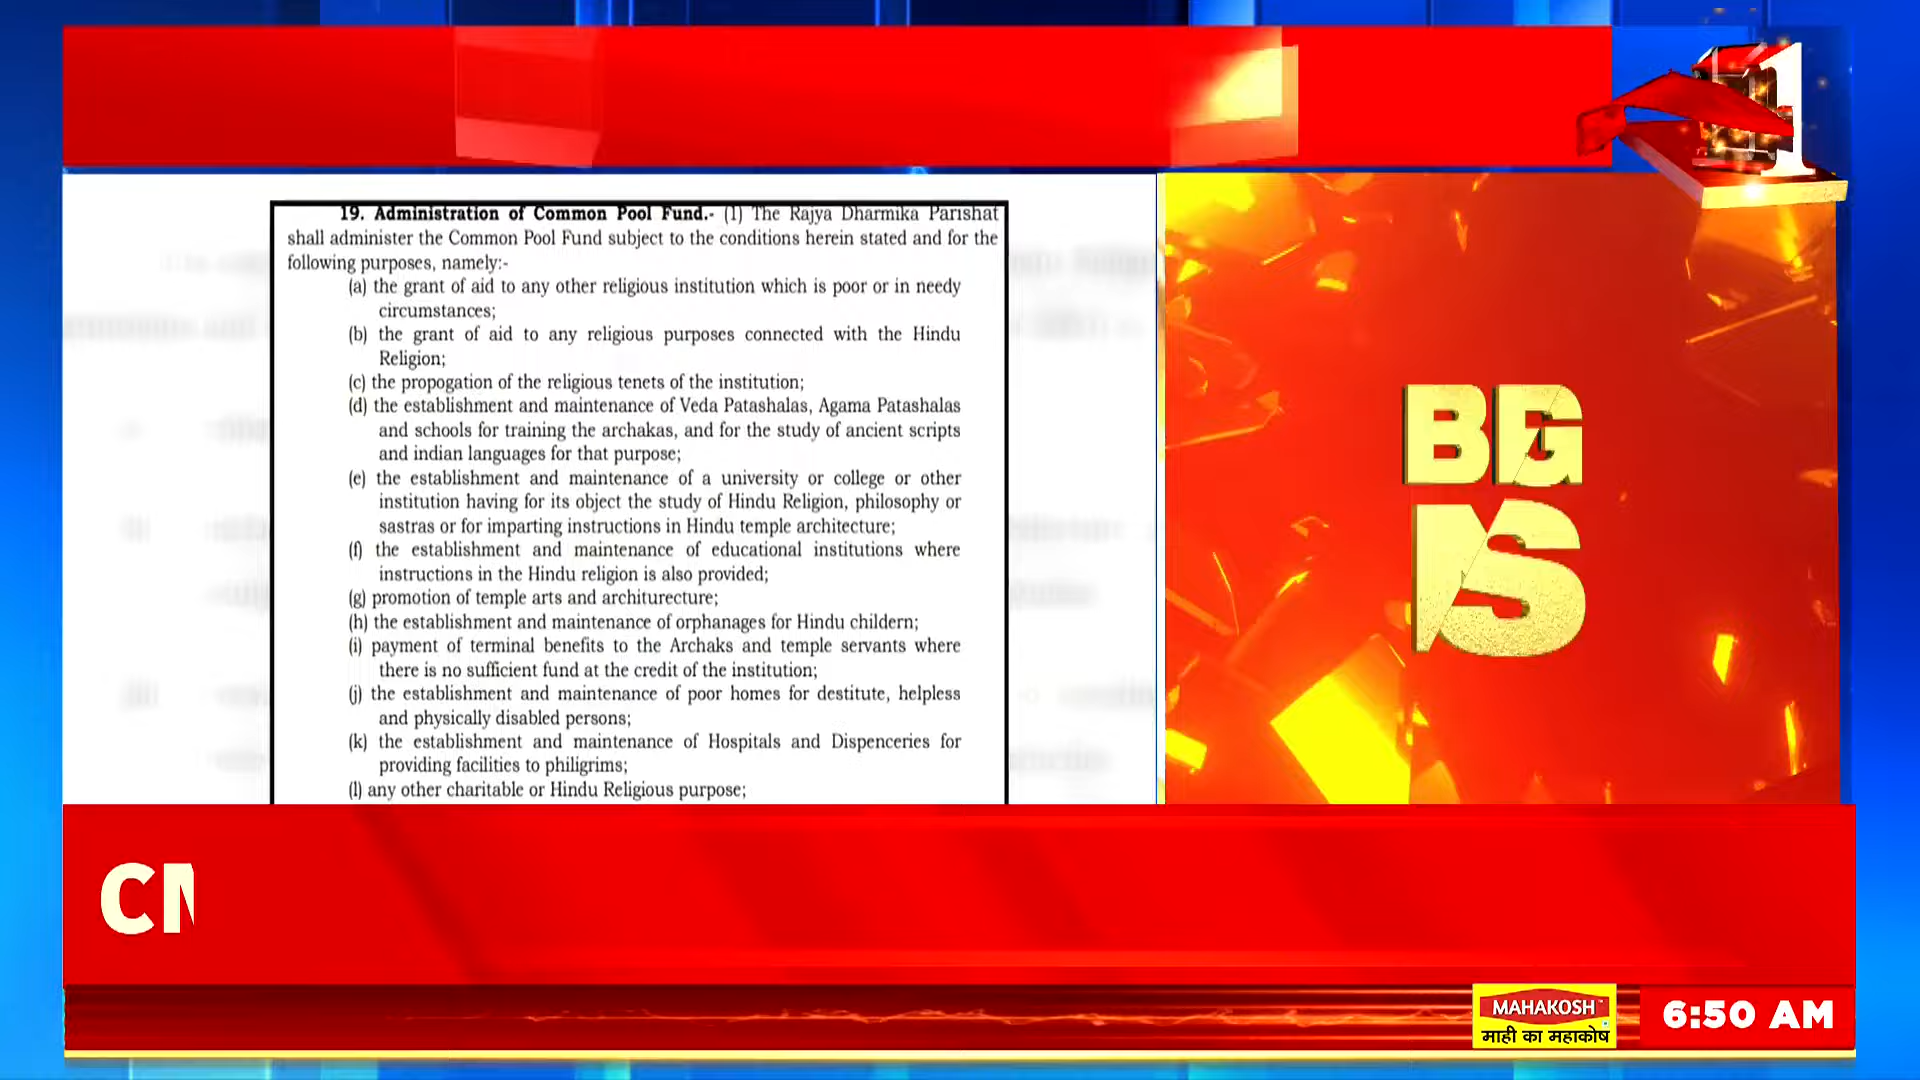 19. Administration of Common Pool Fund.- (1) The Rajya Dharmika Parishat
shall administer the Common Pool Fund subject to the conditions herein stated and for the
following purposes, namely:-
(a) the grant of aid to any other religious institution which is poor or in needy
circumstances;
(b) the grant of aid to any religious purposes connected with the Hindu
Religion;
(c) the propogation of the religious tenets of the institution;
(d) the establishment and maintenance of Veda Patashalas, Agama Patashalas
and schools for training the archakas, and for the study of ancient scripts
and indian languages for that purpose;
(e) the establishment and maintenance of a university or college or other
institution having for its object the study of Hindu Religion, philosophy or
sastras or for imparting instructions in Hindu temple architecture;
(f) the establishment and maintenance of educational institutions where
instructions in the Hindu religion is also provided;
(g) promotion of temple arts and architurecture;
(h) the establishment and maintenance of orphanages for Hindu childern;
(i) payment of terminal benefits to the Archaks and temple servants where
there is no sufficient fund at the credit of the institution;
(j) the establishment and maintenance of poor homes for destitute, helpless
and physically disabled persons;
(k) the establishment and maintenance of Hospitals and Dispenceries for
providing facilities to philigrims;
(l) any other charitable or Hindu Religious purpose;
MAHAKOSH
माही का महाकोष
6:50 AM